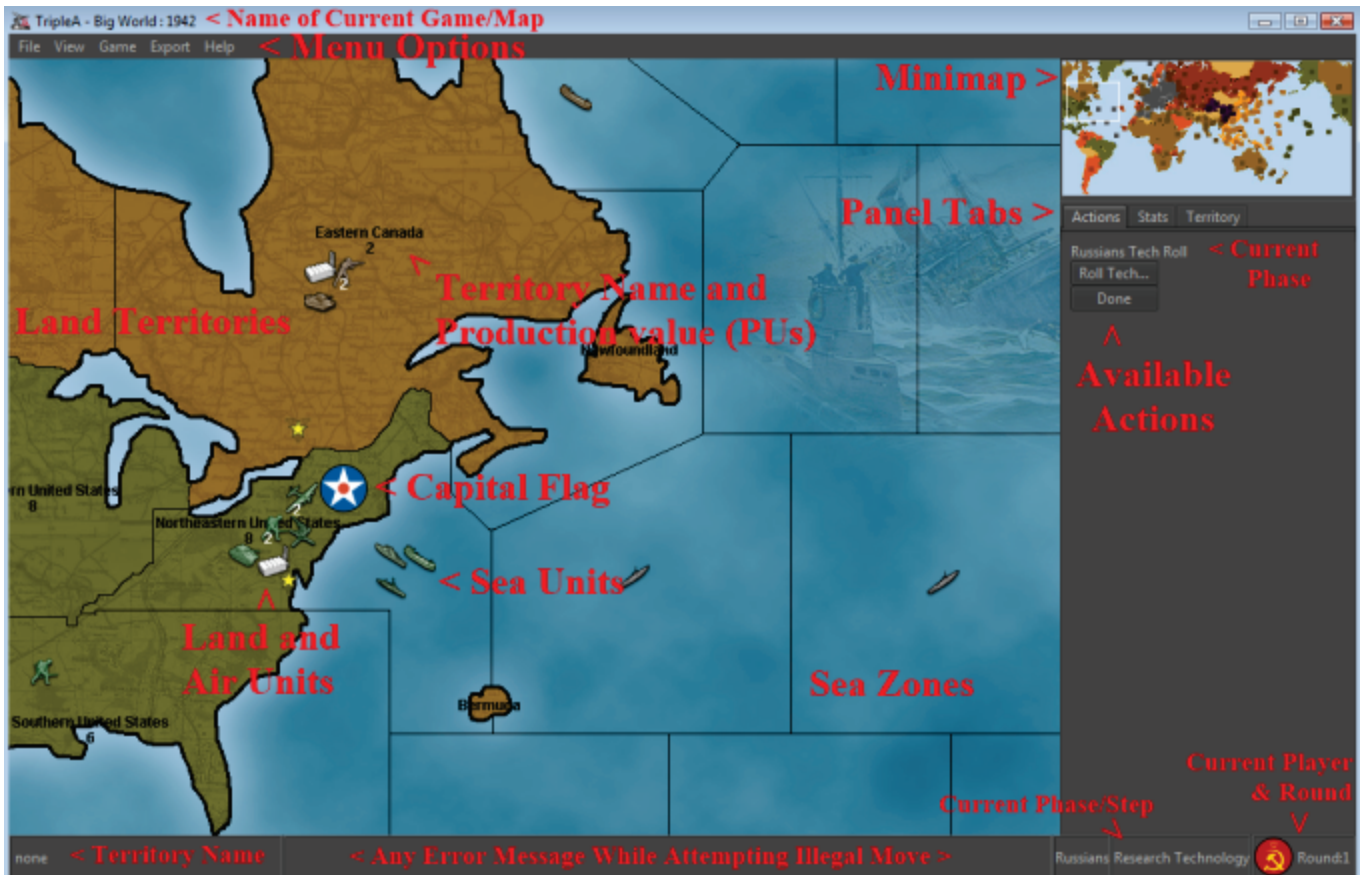 TripleA - Big World : 1942 < Name of Current Game/Map
File View Game Export Help < Menu Options
Minimap >
Panel Tabs > Actions Stats Territory
Russians Tech Roll < Current
Phase
Roll Tech...
Done
^
Available
Actions
Eastern Canada
2
2
^
Territory Name and
Production value (PUs)
Land Territories
Newfoundland
< Capital Flag
rn United States
8
2
Northeastern United States
8
2
< Sea Units
^
Land and
Air Units
Sea Zones
Bermuda
Southern United States
6
Current Player
& Round
v
Current Phase/Step
>
none < Territory Name < Any Error Message While Attempting Illegal Move > Russians Research Technology Round:1